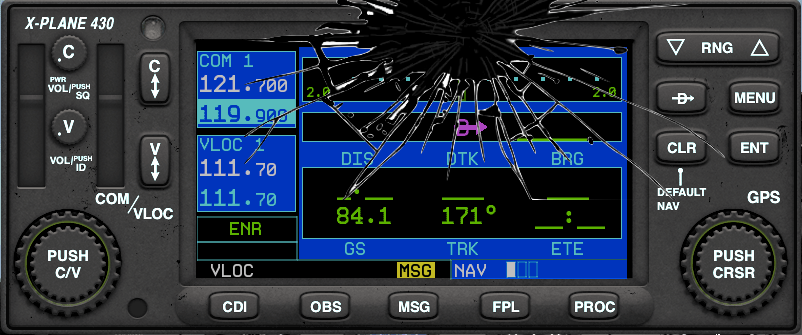 X-PLANE 430
.C
PWR
VOL/PUSH
SQ
.V
VOL/PUSH
ID
C
V
COM/VLOC
PUSH
C/V
COM 1
121.700
119.900
VLOC 1
111.70
111.70
ENR
2.0 2.0
DIS DTK BRG
84.1 171° __:__
GS TRK ETE
VLOC MSG NAV
RNG
D
MENU
CLR
ENT
DEFAULT
NAV
GPS
PUSH
CRSR
CDI OBS MSG FPL PROC